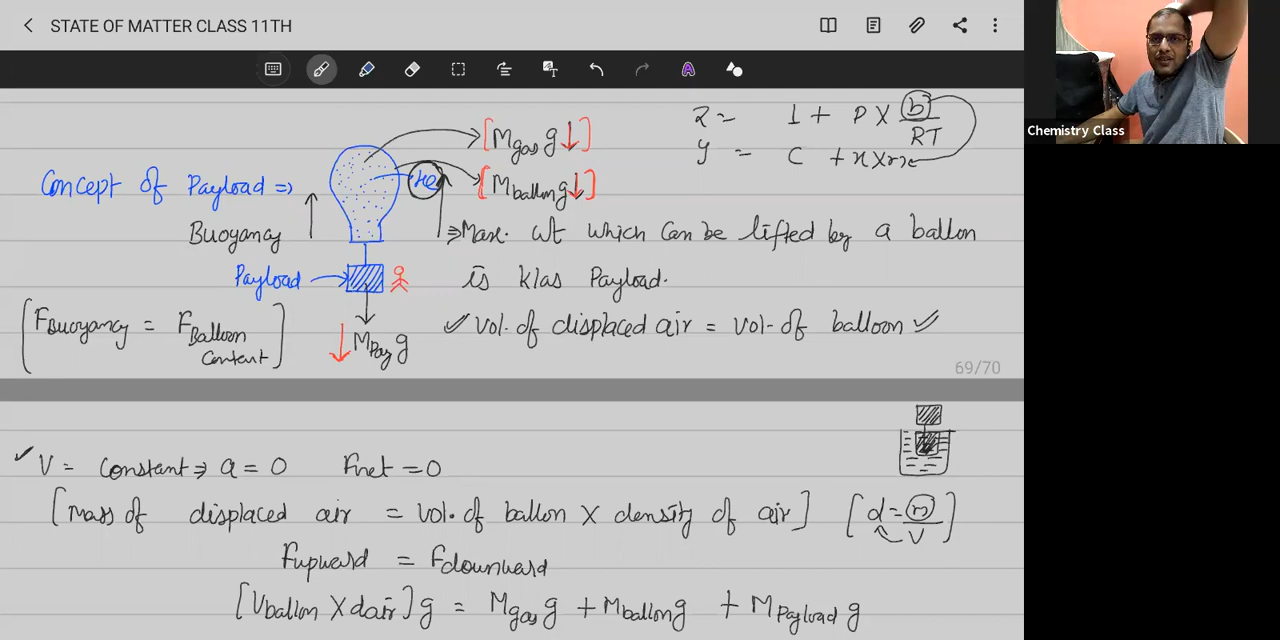 STATE OF MATTER CLASS 11TH
Chemistry Class
Z = 1 + P X b/RT
y = C + x X m
[Mgas g ↓]
[Mballon g ↓]
He
Concept of Payload =>
Buoyancy
=> Max. wt which can be lifted by a ballon
Payload
is k/as Payload.
[FBuoyancy = FBalloon Content]
MPay g
✓ Vol. of displaced air = Vol. of balloon ✓
69/70
✓ V = Constant => a = 0 Fnet = 0
[Mass of displaced air = Vol. of ballon X density of air] [d = m/V]
Fupward = Fdownward
[Vballon X dair] g = Mgas g + Mballon g + MPayload g